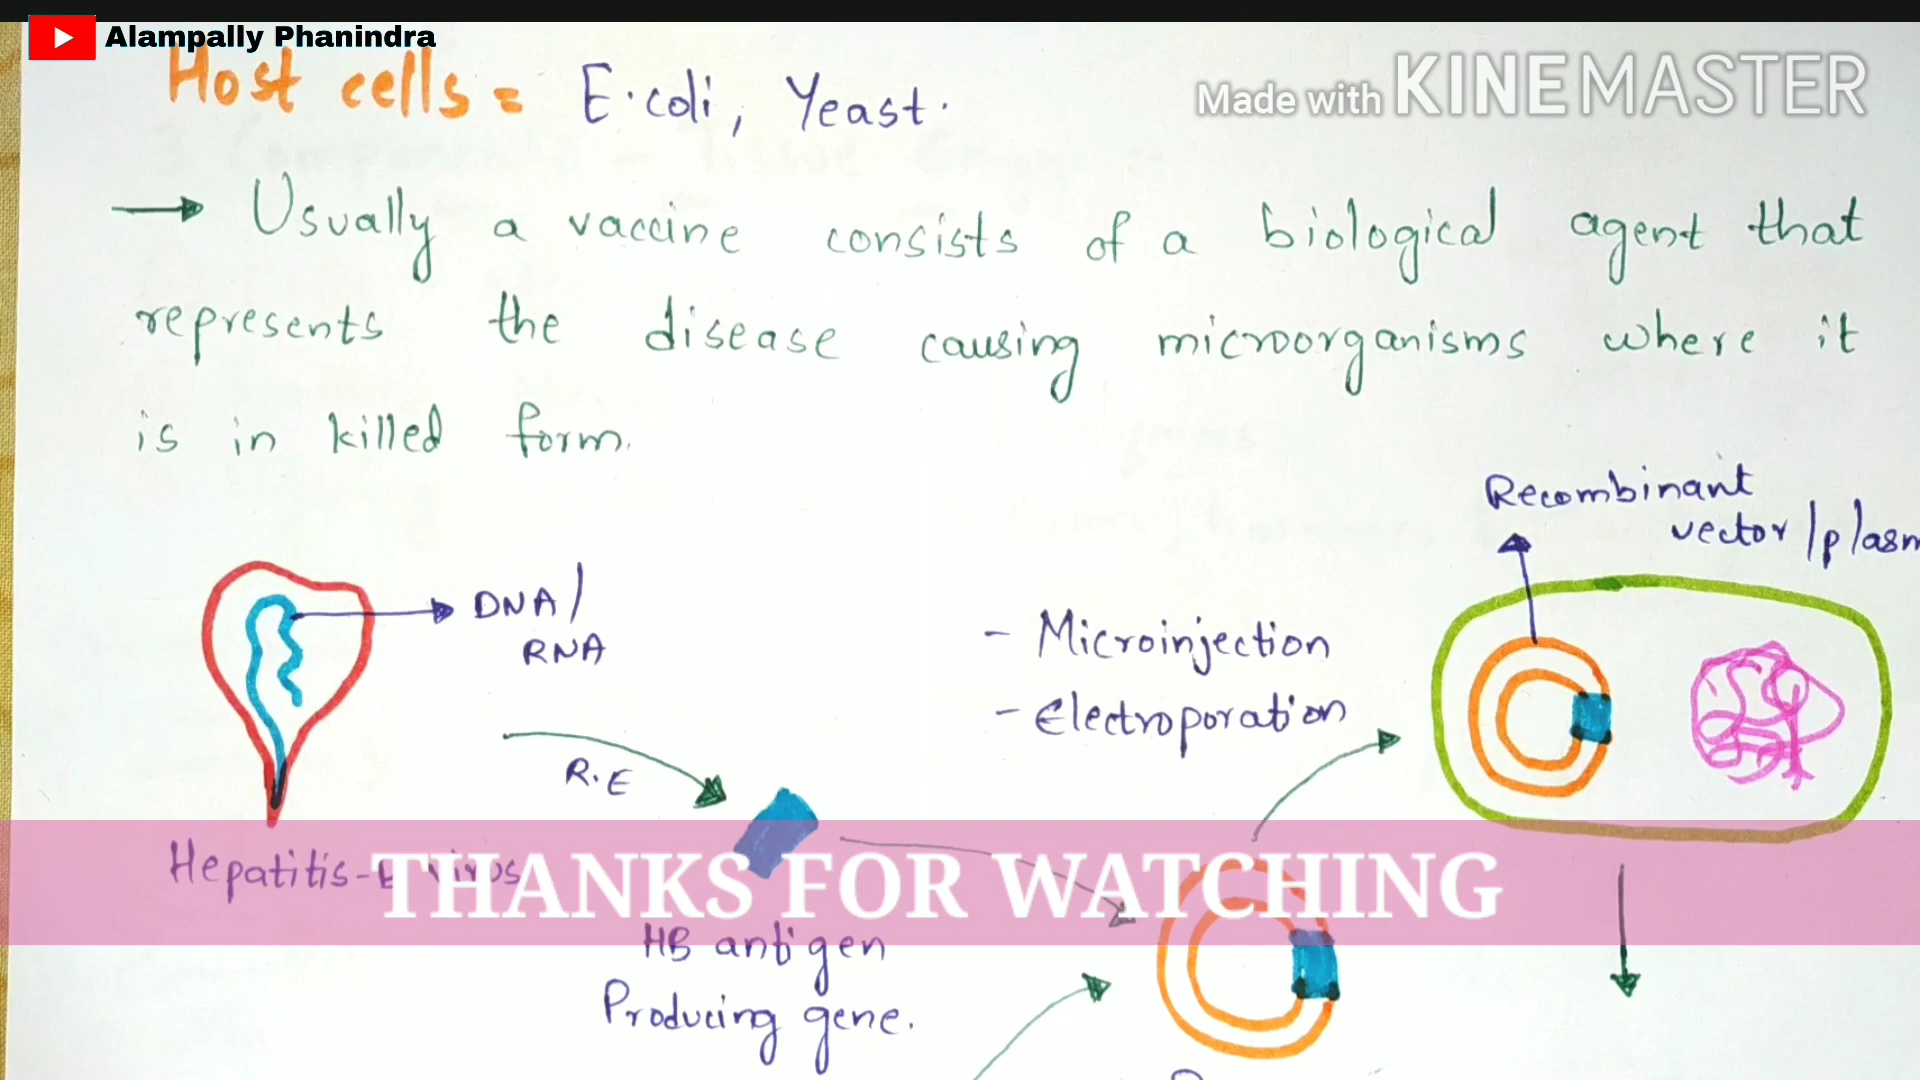 Alampally Phanindra
Made with KINEMASTER
Host cells = E.coli, Yeast.
→ Usually a vaccine consists of a biological agent that
represents the disease causing microorganisms where it
is in killed form.
Recombinant
vector/plasm
DNA/
RNA
- Microinjection
- Electroporation
R.E
Hepatitis-
THANKS FOR WATCHING
HB antigen
Producing gene.